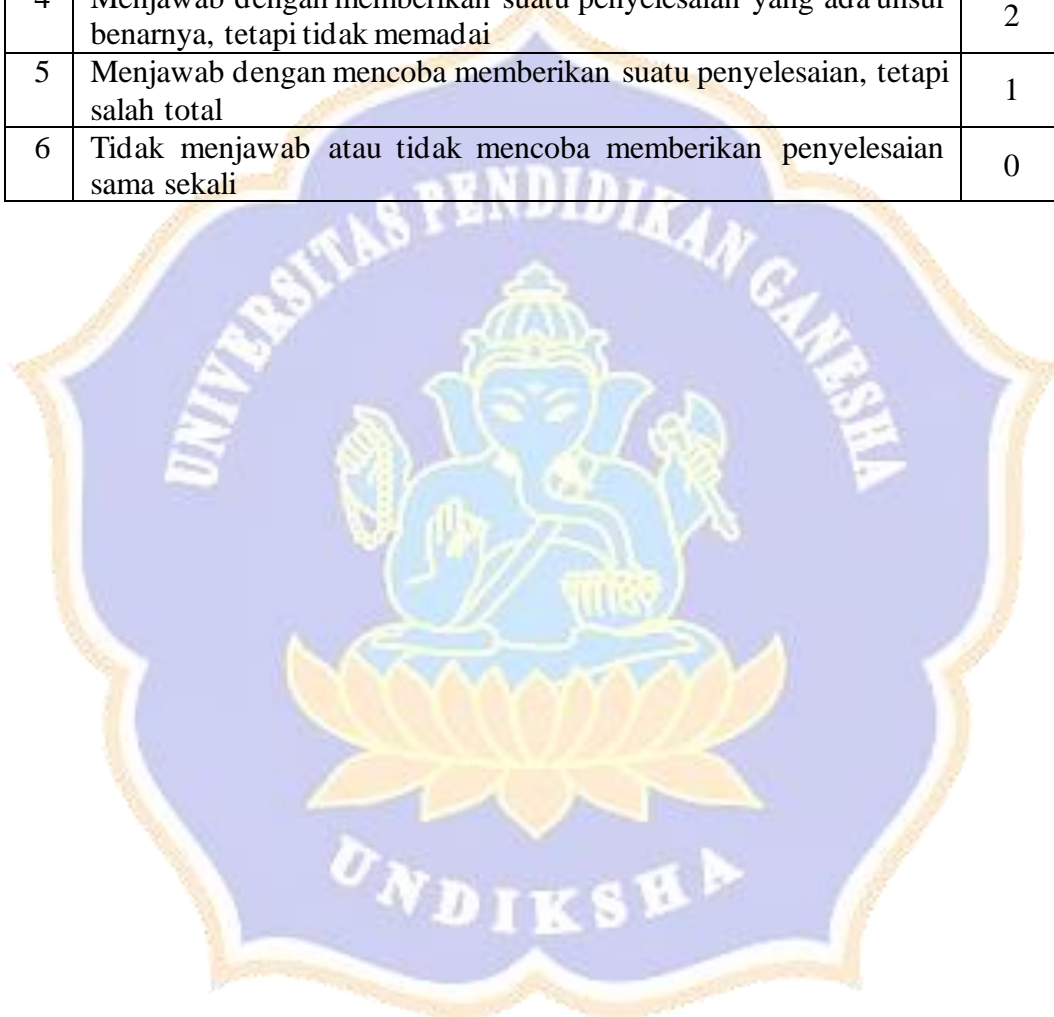 4 Menjawab dengan memberikan suatu penyelesaian yang ada unsur
benarnya, tetapi tidak memadai 2
5 Menjawab dengan mencoba memberikan suatu penyelesaian, tetapi
salah total 1
6 Tidak menjawab atau tidak mencoba memberikan penyelesaian
sama sekali 0
UNIVERSITAS PENDIDIKAN GANESHA
UNDIKSHA